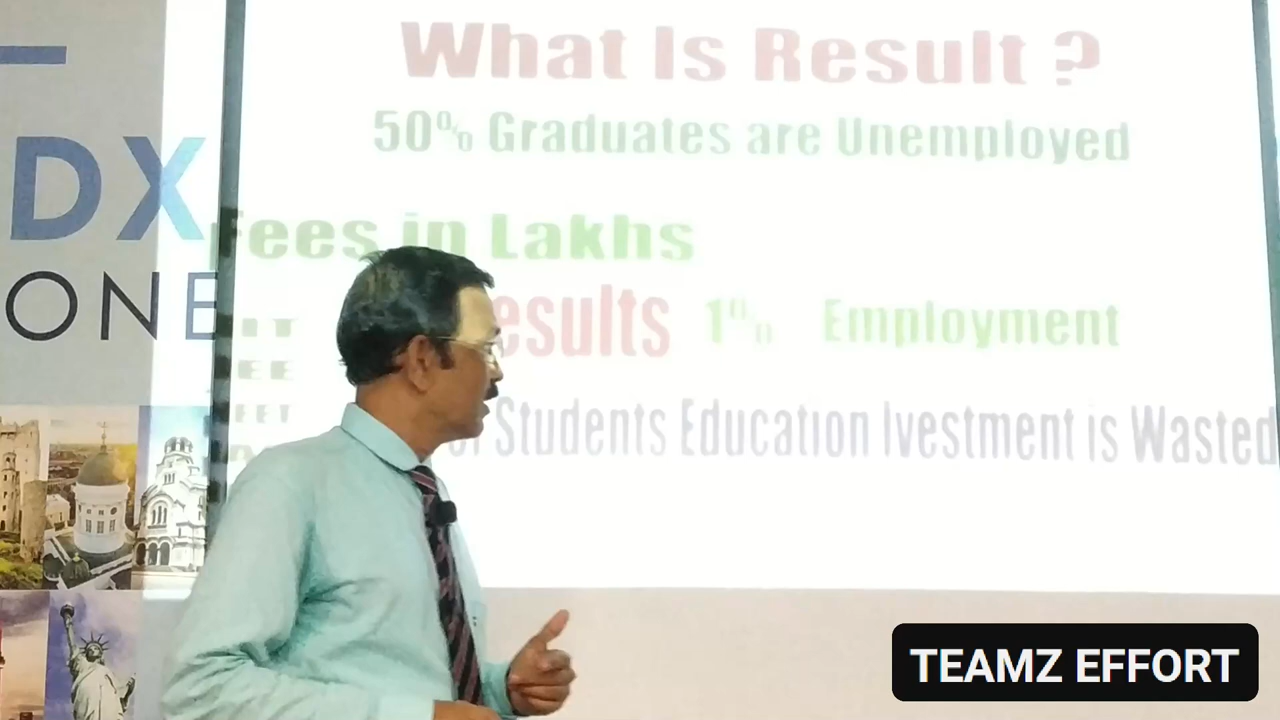 What Is Result ?
50% Graduates are Unemployed
Fees in Lakhs
esults 1% Employment
Students Education Ivestment is Wasted
DX
ONE
TEAMZ EFFORT